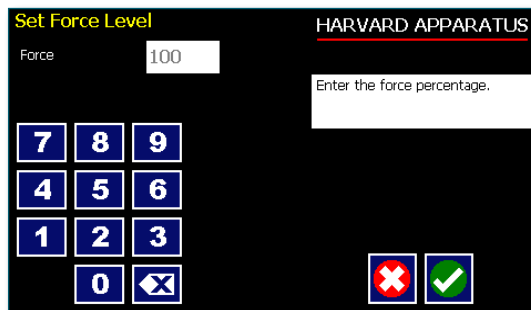 Set Force Level
HARVARD APPARATUS
Force 100
Enter the force percentage.
7 8 9
4 5 6
1 2 3
0